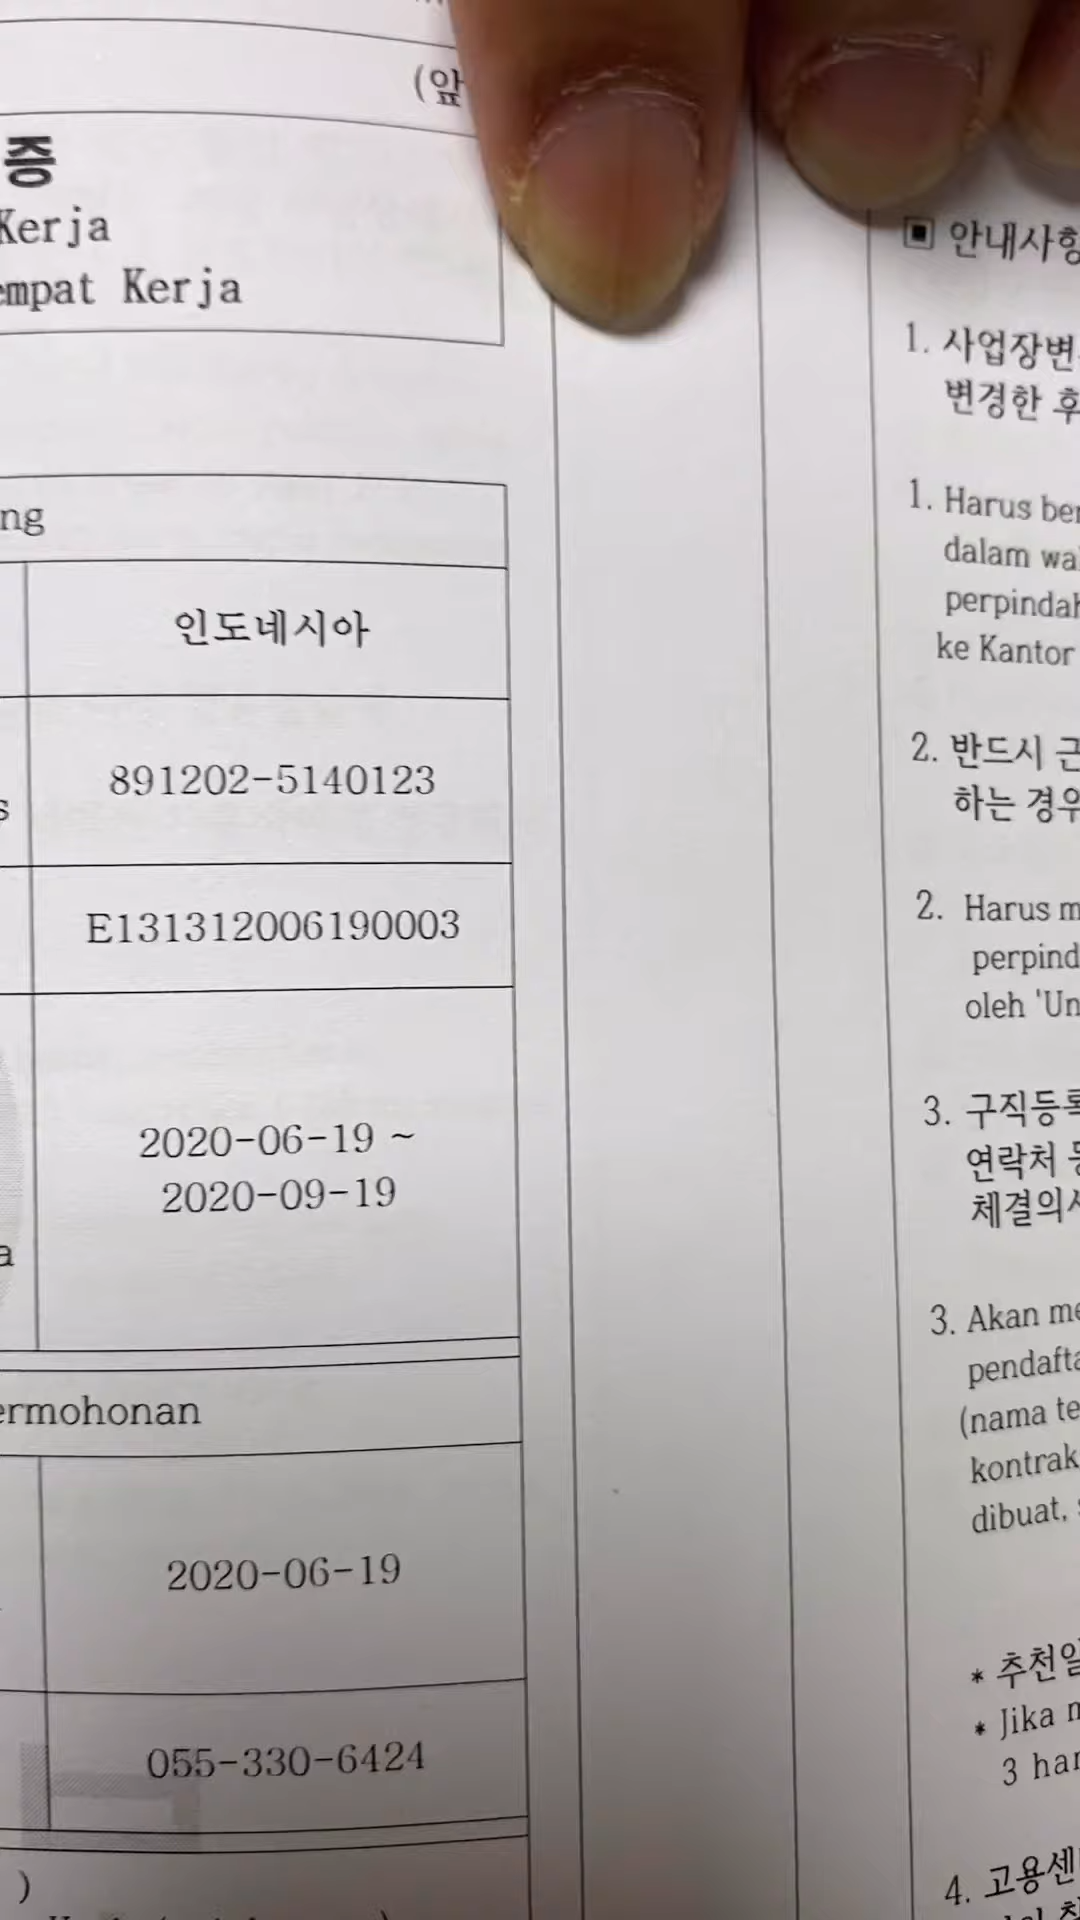 (앞
증
Kerja
empat Kerja
ng
인도네시아
891202-5140123
s
E131312006190003
2020-06-19 ~
2020-09-19
a
ermohonan
2020-06-19
055-330-6424
)
▣ 안내사항
1. 사업장변
변경한 후
1. Harus ber
dalam wa
perpindah
ke Kantor
2. 반드시 근
하는 경우
2. Harus m
perpind
oleh 'Un
3. 구직등록
연락처 등
체결의사
3. Akan me
pendafta
(nama te
kontrak
dibuat,
* 추천일
* Jika m
3 har
4. 고용센